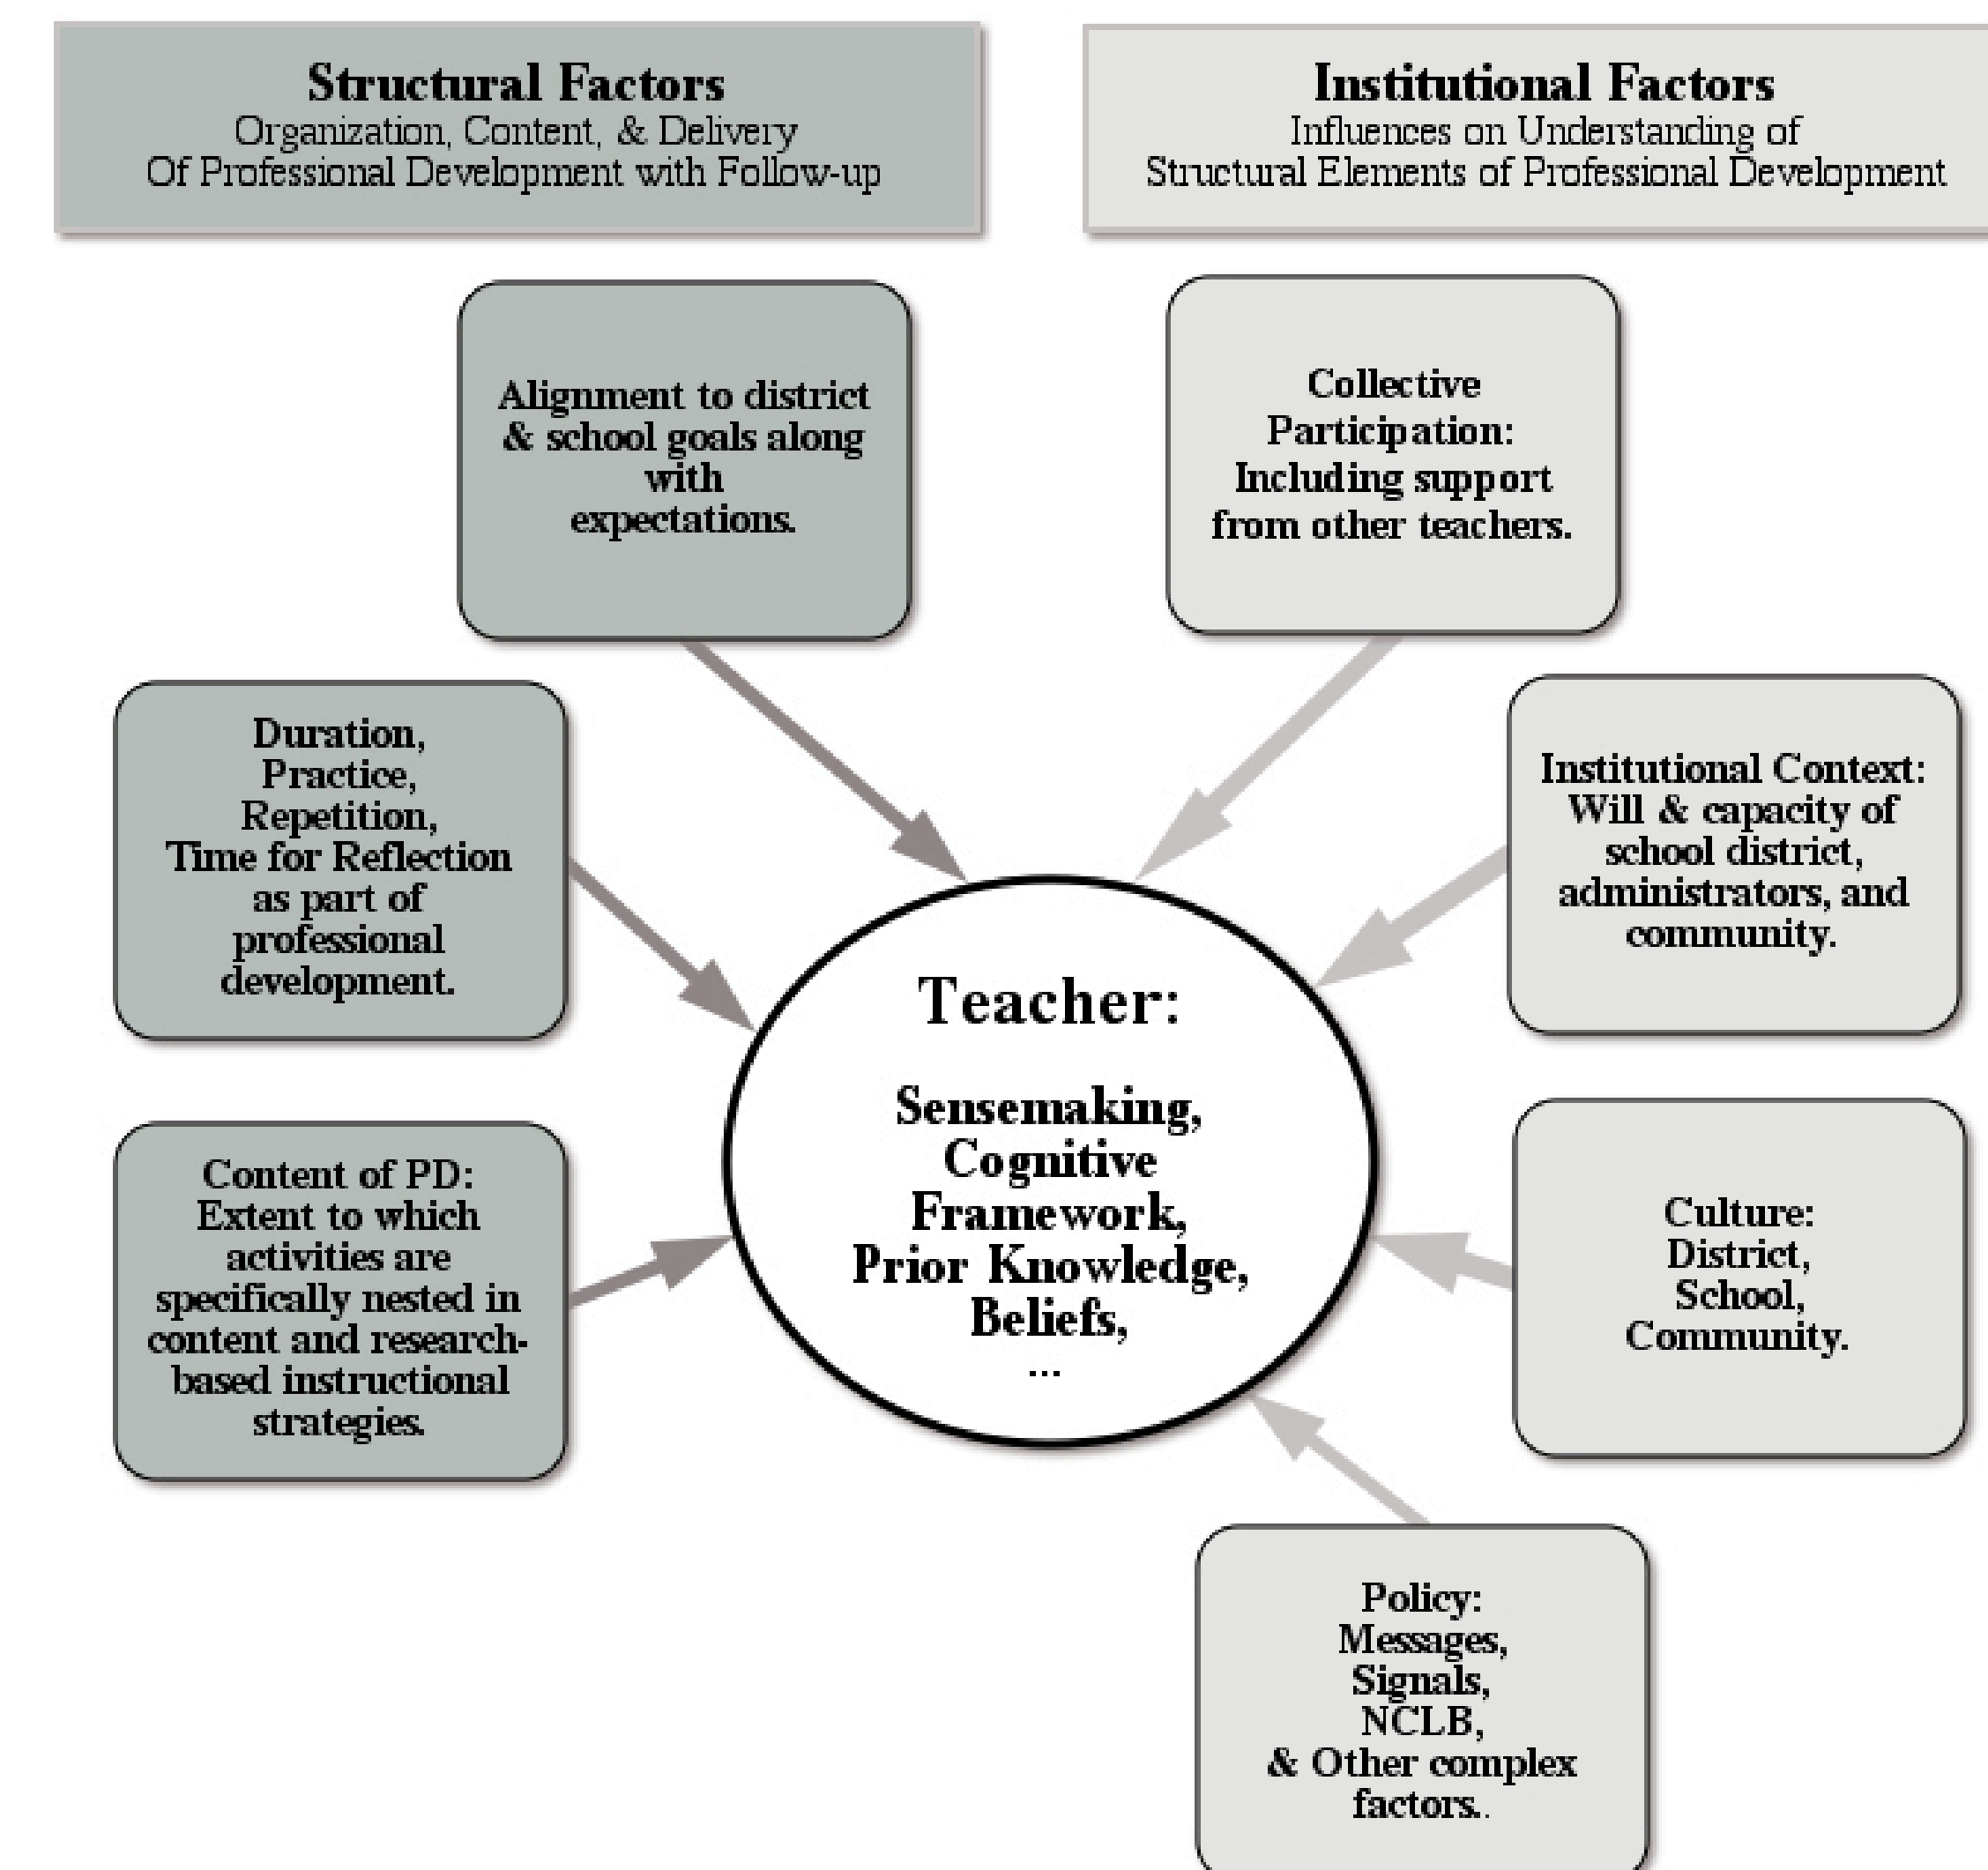 Structural Factors
Organization, Content, & Delivery
Of Professional Development with Follow-up
Institutional Factors
Influences on Understanding of
Structural Elements of Professional Development
Alignment to district
& school goals along
with
expectations.
Collective
Participation:
Including support
from other teachers.
Duration,
Practice,
Repetition,
Time for Reflection
as part of
professional
development.
Institutional Context:
Will & capacity of
school district,
administrators, and
community.
Teacher:
Sensemaking,
Cognitive
Framework,
Prior Knowledge,
Beliefs,
...
Content of PD:
Extent to which
activities are
specifically nested in
content and research-
based instructional
strategies.
Culture:
District,
School,
Community.
Policy:
Messages,
Signals,
NCLB,
& Other complex
factors..